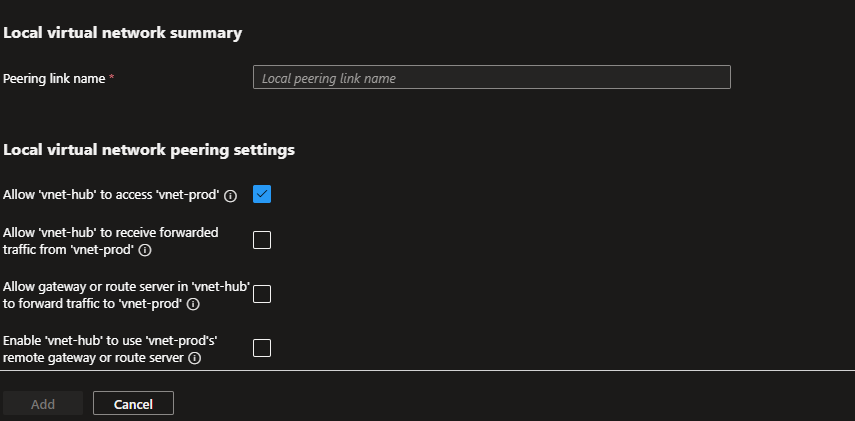 Local virtual network summary
Peering link name *
Local peering link name
Local virtual network peering settings
Allow 'vnet-hub' to access 'vnet-prod'
Allow 'vnet-hub' to receive forwarded
traffic from 'vnet-prod'
Allow gateway or route server in 'vnet-hub'
to forward traffic to 'vnet-prod'
Enable 'vnet-hub' to use 'vnet-prod's'
remote gateway or route server
Add
Cancel